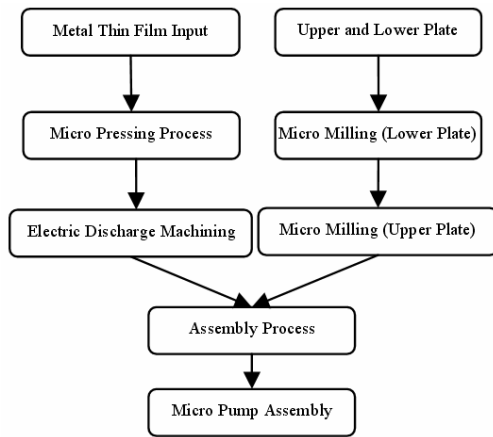 Metal Thin Film Input
Upper and Lower Plate
Micro Pressing Process
Micro Milling (Lower Plate)
Electric Discharge Machining
Micro Milling (Upper Plate)
Assembly Process
Micro Pump Assembly